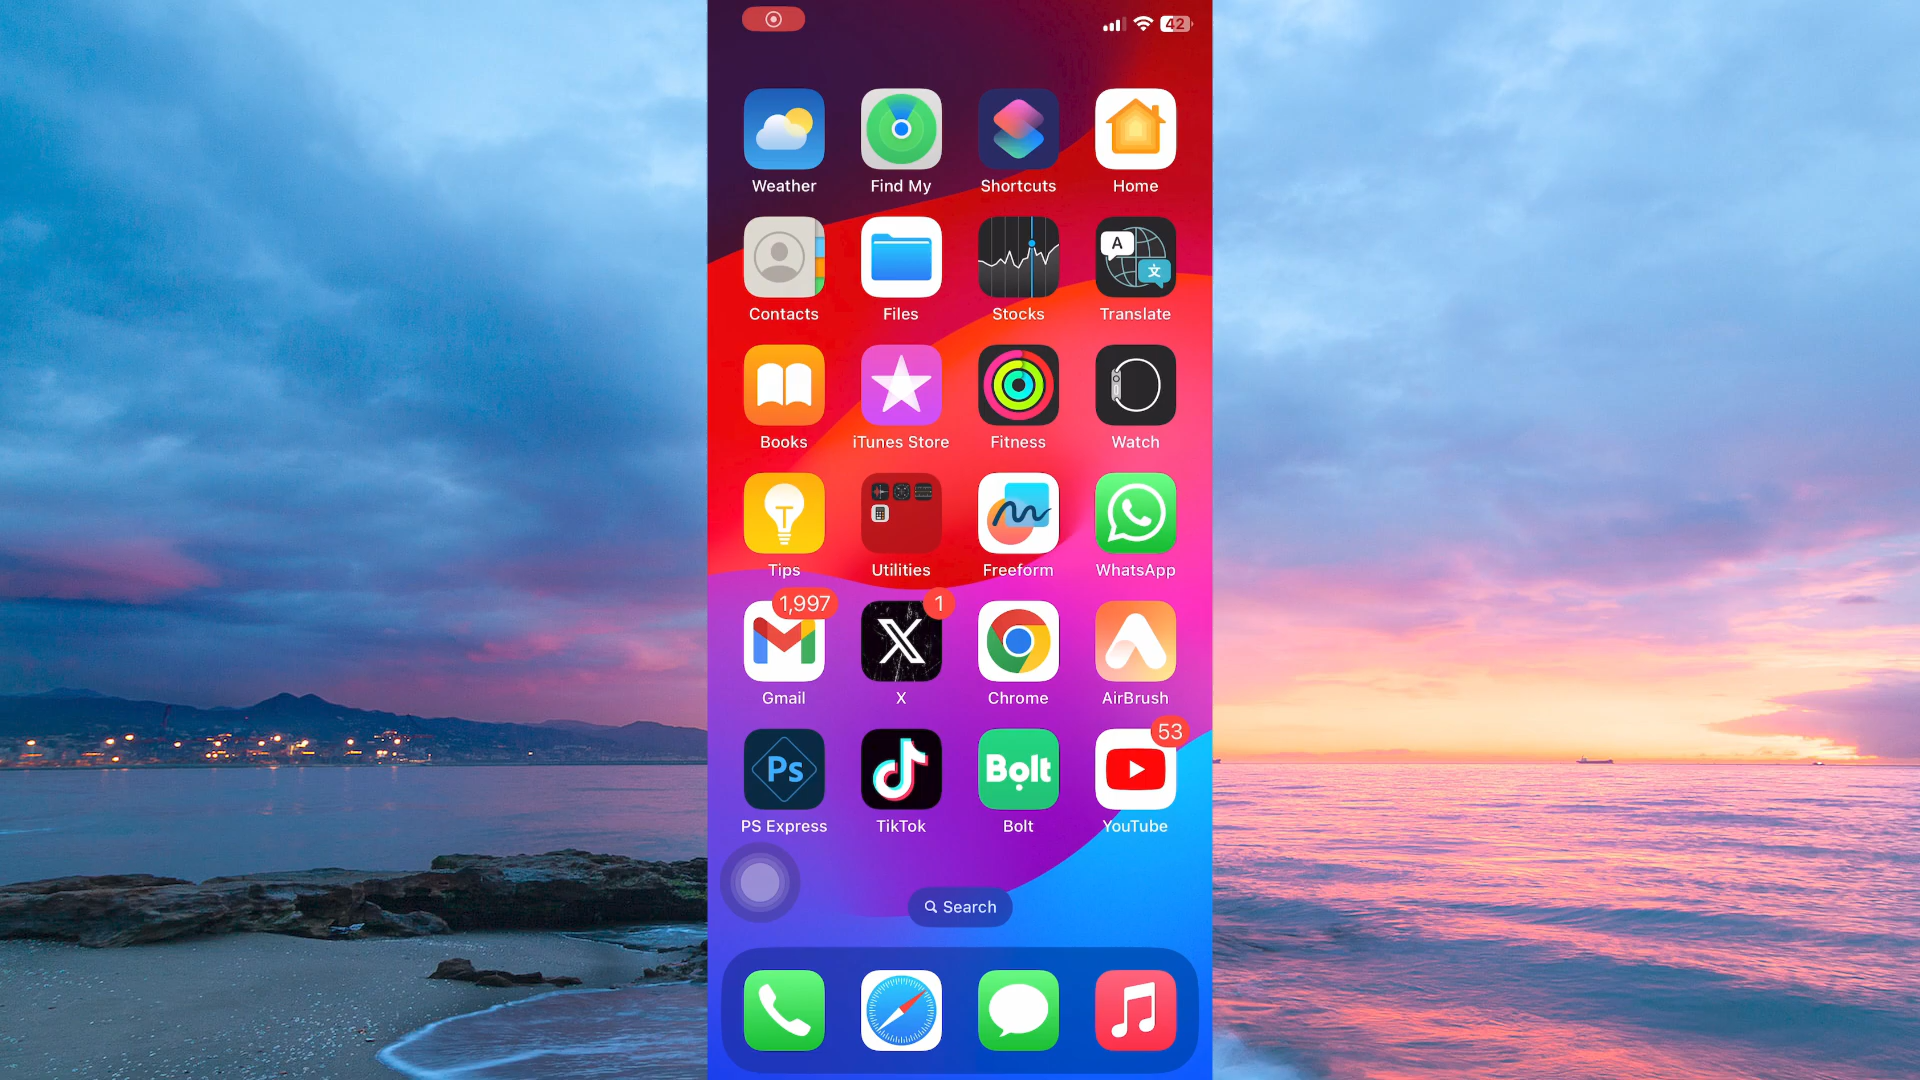 42
Weather Find My Shortcuts Home
A
文
Contacts Files Stocks Translate
Books iTunes Store Fitness Watch
Tips Utilities Freeform WhatsApp
1,997 1
Gmail X Chrome AirBrush
53
Ps Bolt
PS Express TikTok Bolt YouTube
Search